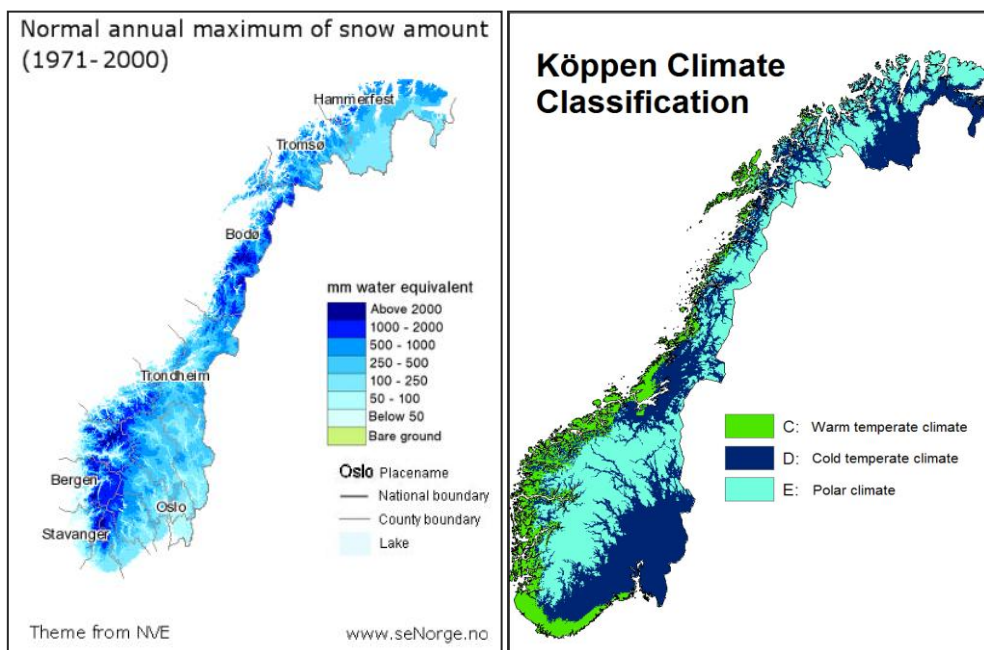 Normal annual maximum of snow amount
(1971-2000)
Hammerfest
Tromsø
Bodø
Trondheim
Bergen
Oslo
Stavanger
mm water equivalent
Above 2000
1000 - 2000
500 - 1000
250 - 500
100 - 250
50 - 100
Below 50
Bare ground
Oslo Placename
National boundary
County boundary
Lake
Theme from NVE
www.seNorge.no
Köppen Climate
Classification
C: Warm temperate climate
D: Cold temperate climate
E: Polar climate